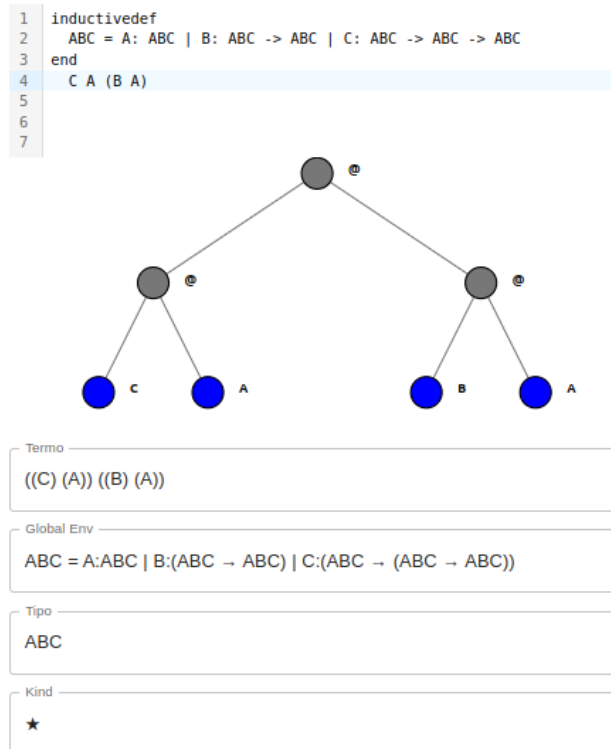 1 inductivedef
2 ABC = A: ABC | B: ABC -> ABC | C: ABC -> ABC -> ABC
3 end
4 C A (B A)
5
6
7
@
@ @
C A B A
Termo
((C) (A)) ((B) (A))
Global Env
ABC = A:ABC | B:(ABC → ABC) | C:(ABC → (ABC → ABC))
Tipo
ABC
Kind
★